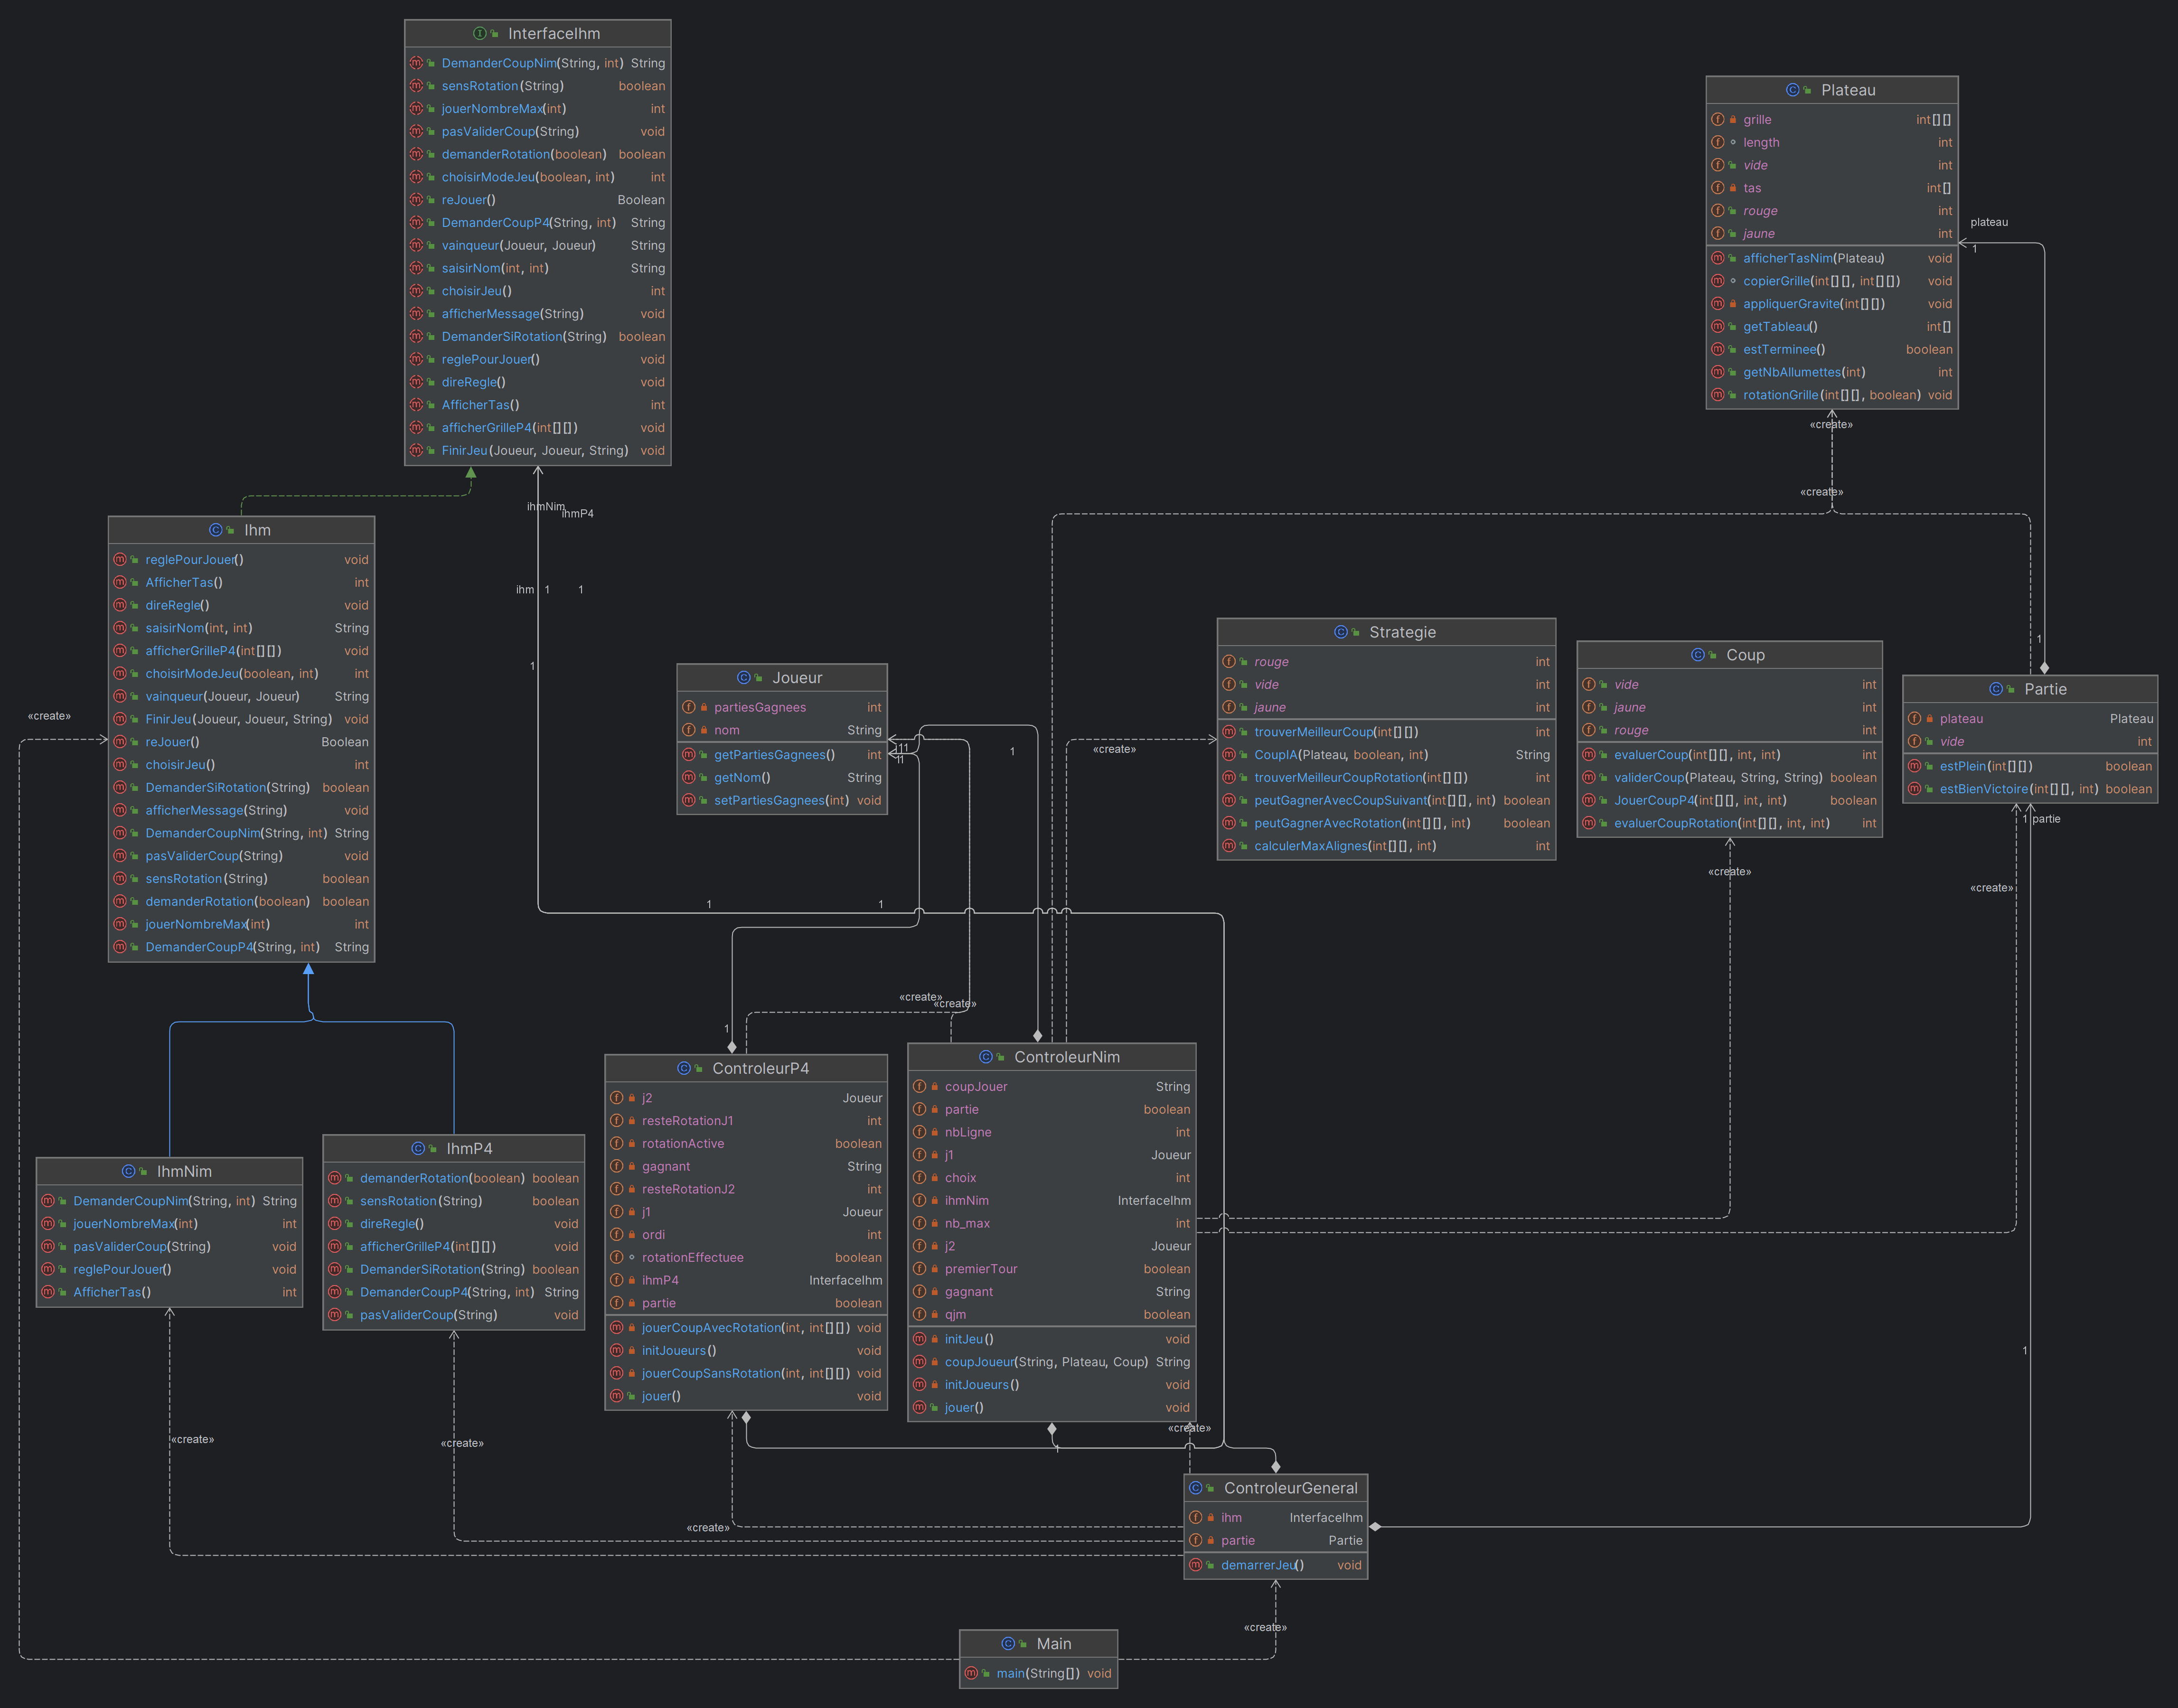 InterfaceIhm
DemanderCoupNim(String, int) String
sensRotation(String) boolean
jouerNombreMax(int) int
pasValiderCoup(String) void
demanderRotation(boolean) boolean
choisirModeJeu(boolean, int) int
reJouer() Boolean
DemanderCoupP4(String, int) String
vainqueur(Joueur, Joueur) String
saisirNom(int, int) String
choisirJeu() int
afficherMessage(String) void
DemanderSiRotation(String) boolean
reglePourJouer() void
direRegle() void
AfficherTas() int
afficherGrilleP4(int[][]) void
FinirJeu(Joueur, Joueur, String) void
Plateau
grille int[][]
length int
vide int
tas int[]
rouge int
jaune int
afficherTasNim(Plateau) void
copierGrille(int[][], int[][]) void
appliquerGravite(int[][]) void
getTableau() int[]
estTerminee() boolean
getNbAllumettes(int) int
rotationGrille(int[][], boolean) void
plateau
1
«create»
«create»
ihmNim
ihmP4
ihm
1
1
1
1
Ihm
reglePourJouer() void
AfficherTas() int
direRegle() void
saisirNom(int, int) String
afficherGrilleP4(int[][]) void
choisirModeJeu(boolean, int) int
vainqueur(Joueur, Joueur) String
FinirJeu(Joueur, Joueur, String) void
reJouer() Boolean
choisirJeu() int
DemanderSiRotation(String) boolean
afficherMessage(String) void
DemanderCoupNim(String, int) String
pasValiderCoup(String) void
sensRotation(String) boolean
demanderRotation(boolean) boolean
jouerNombreMax(int) int
DemanderCoupP4(String, int) String
«create»
Joueur
partiesGagnees int
nom String
getPartiesGagnees() int
getNom() String
setPartiesGagnees(int) void
1
«create»
Strategie
rouge int
vide int
jaune int
trouverMeilleurCoup(int[][]) int
CoupIA(Plateau, boolean, int) String
trouverMeilleurCoupRotation(int[][]) int
peutGagnerAvecCoupSuivant(int[][], int) boolean
peutGagnerAvecRotation(int[][], int) boolean
calculerMaxAlignes(int[][], int) int
Coup
vide int
jaune int
rouge int
evaluerCoup(int[][], int, int) int
validerCoup(Plateau, String, String) boolean
JouerCoupP4(int[][], int, int) boolean
evaluerCoupRotation(int[][], int, int) int
«create»
Partie
plateau Plateau
vide int
estPlein(int[][]) boolean
estBienVictoire(int[][], int) boolean
1 partie
«create»
1
1
«create»
«create»
1
IhmNim
DemanderCoupNim(String, int) String
jouerNombreMax(int) int
pasValiderCoup(String) void
reglePourJouer() void
AfficherTas() int
IhmP4
demanderRotation(boolean) boolean
sensRotation(String) boolean
direRegle() void
afficherGrilleP4(int[][]) void
DemanderSiRotation(String) boolean
DemanderCoupP4(String, int) String
pasValiderCoup(String) void
ControleurP4
j2 Joueur
resteRotationJ1 int
rotationActive boolean
gagnant String
resteRotationJ2 int
j1 Joueur
ordi int
rotationEffectuee boolean
ihmP4 InterfaceIhm
partie boolean
jouerCoupAvecRotation(int, int[][]) void
initJoueurs() void
jouerCoupSansRotation(int, int[][]) void
jouer() void
ControleurNim
coupJouer String
partie boolean
nbLigne int
j1 Joueur
choix int
ihmNim InterfaceIhm
nb_max int
j2 Joueur
premierTour boolean
gagnant String
qjm boolean
initJeu() void
coupJoueur(String, Plateau, Coup) String
initJoueurs() void
jouer() void
«create»
1
1
«create»
«create»
«create»
ControleurGeneral
ihm InterfaceIhm
partie Partie
demarrerJeu() void
«create»
Main
main(String[]) void